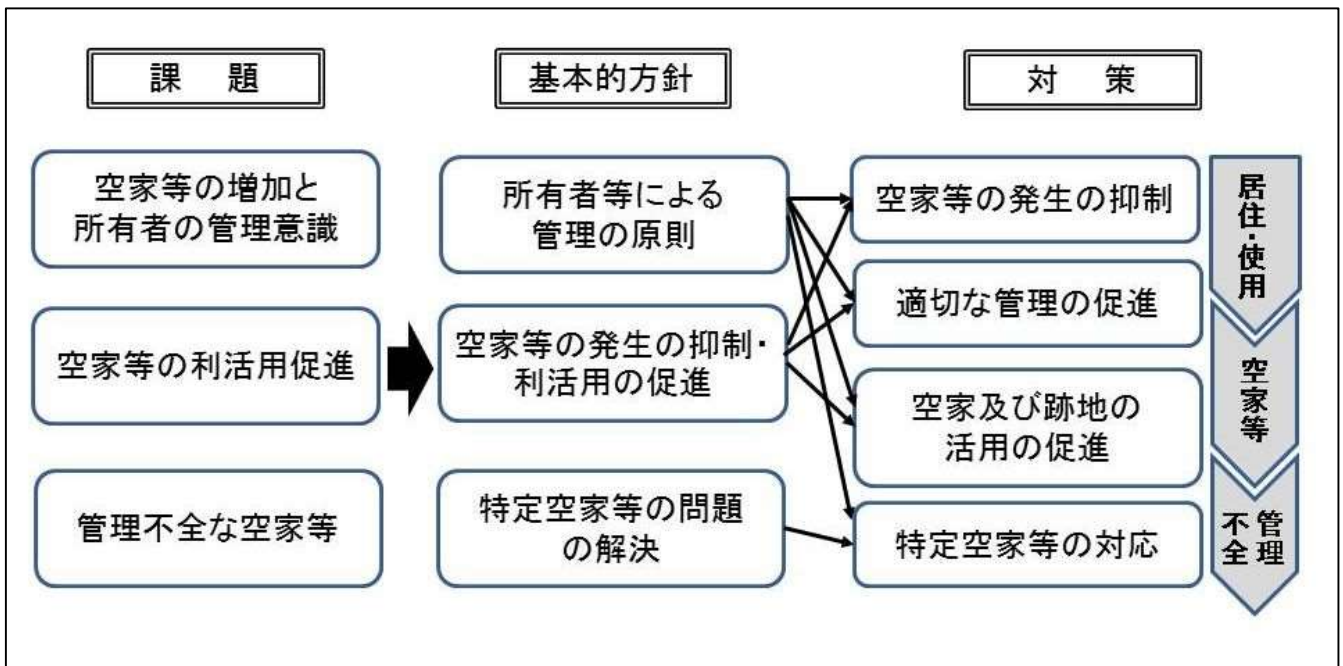 課　題
基本的方針
対　策
空家等の増加と
所有者の管理意識
空家等の利活用促進
管理不全な空家等
所有者等による
管理の原則
空家等の発生の抑制・
利活用の促進
特定空家等の問題
の解決
空家等の発生の抑制
適切な管理の促進
空家及び跡地の
活用の促進
特定空家等の対応
居住・使用
空家等
管理
不全